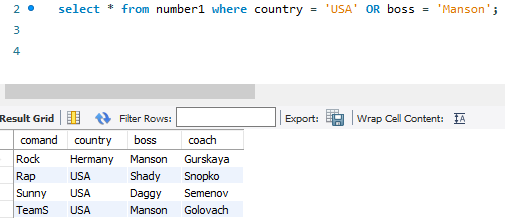 2 select * from number1 where country = 'USA' OR boss = 'Manson';
3
4
Result Grid Filter Rows: Export: Wrap Cell Content:
comand country boss coach
Rock Hermany Manson Gurskaya
Rap USA Shady Snopko
Sunny USA Daggy Semenov
TeamS USA Manson Golovach